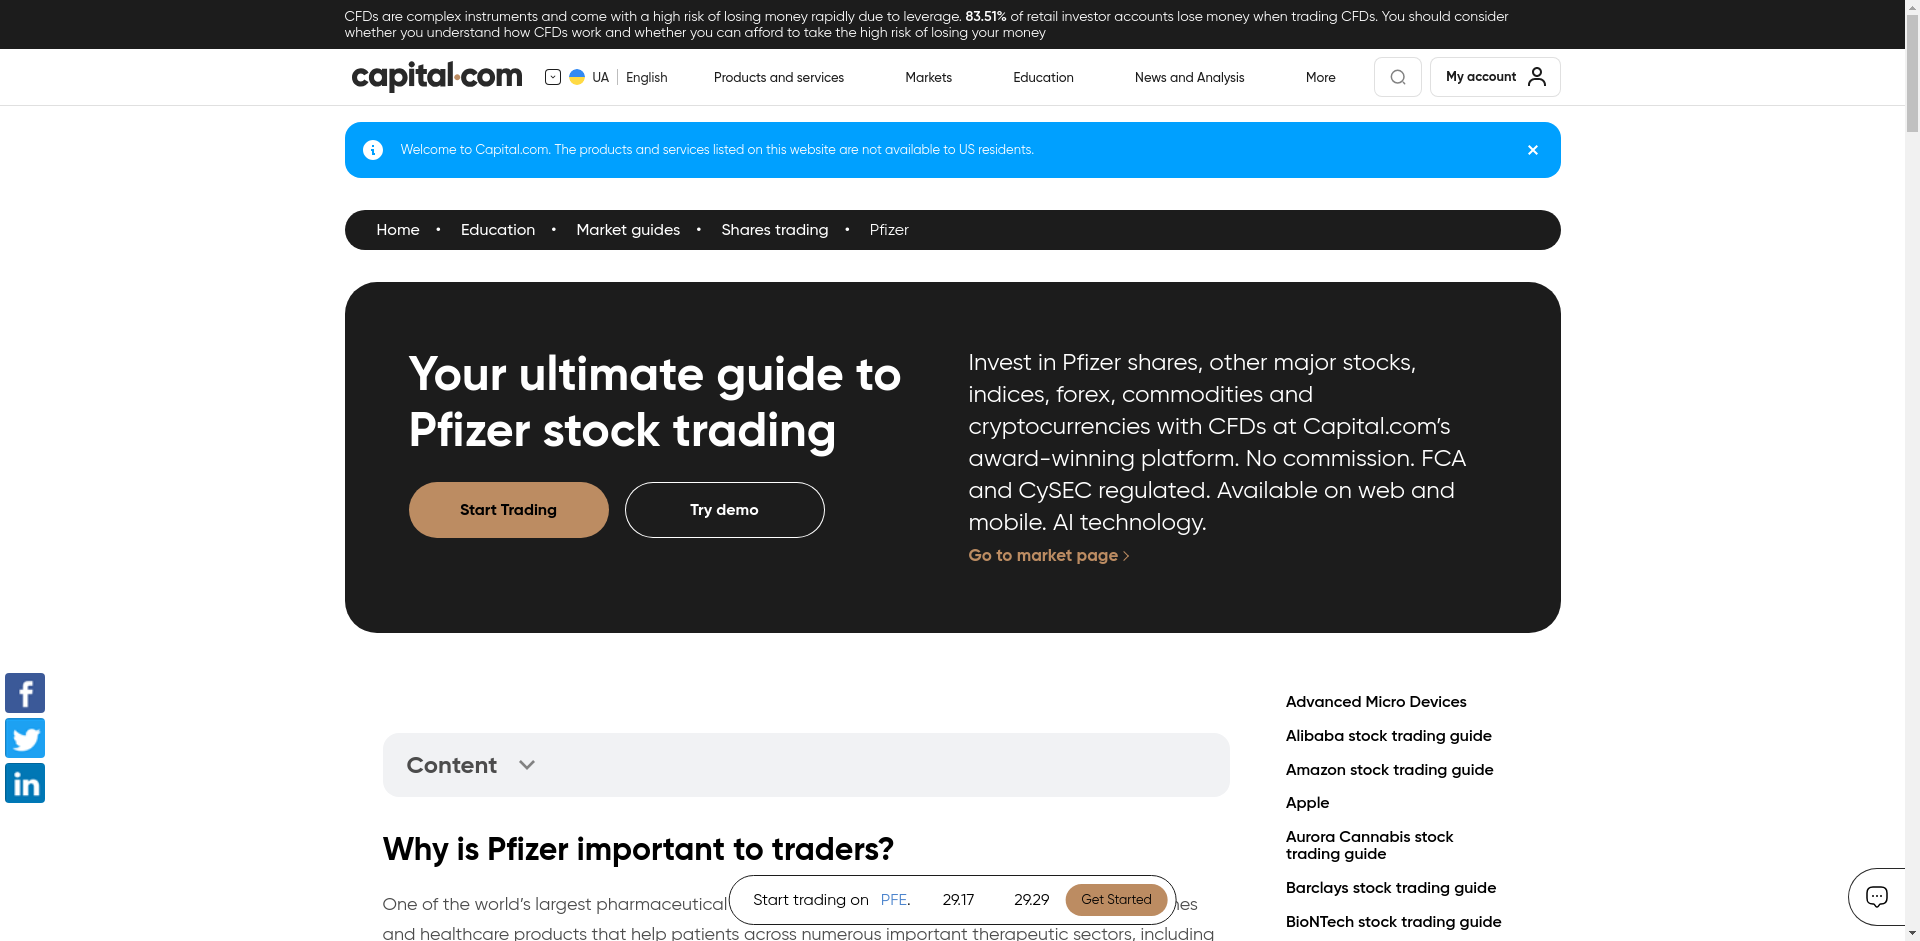 CFDs are complex instruments and come with a high risk of losing money rapidly due to leverage. 83.51% of retail investor accounts lose money when trading CFDs. You should consider
whether you understand how CFDs work and whether you can afford to take the high risk of losing your money
capital.com
UA
English
Products and services
Markets
Education
News and Analysis
More
My account
Welcome to Capital.com. The products and services listed on this website are not available to US residents.
Home • Education • Market guides • Shares trading • Pfizer
Your ultimate guide to
Pfizer stock trading
Start Trading
Try demo
Invest in Pfizer shares, other major stocks,
indices, forex, commodities and
cryptocurrencies with CFDs at Capital.com’s
award-winning platform. No commission. FCA
and CySEC regulated. Available on web and
mobile. AI technology.
Go to market page
Content
Why is Pfizer important to traders?
One of the world’s largest pharmaceutical
and healthcare products that help patients across numerous important therapeutic sectors, including
Start trading on PFE. 29.17 29.29 Get Started
Advanced Micro Devices
Alibaba stock trading guide
Amazon stock trading guide
Apple
Aurora Cannabis stock
trading guide
Barclays stock trading guide
BioNTech stock trading guide